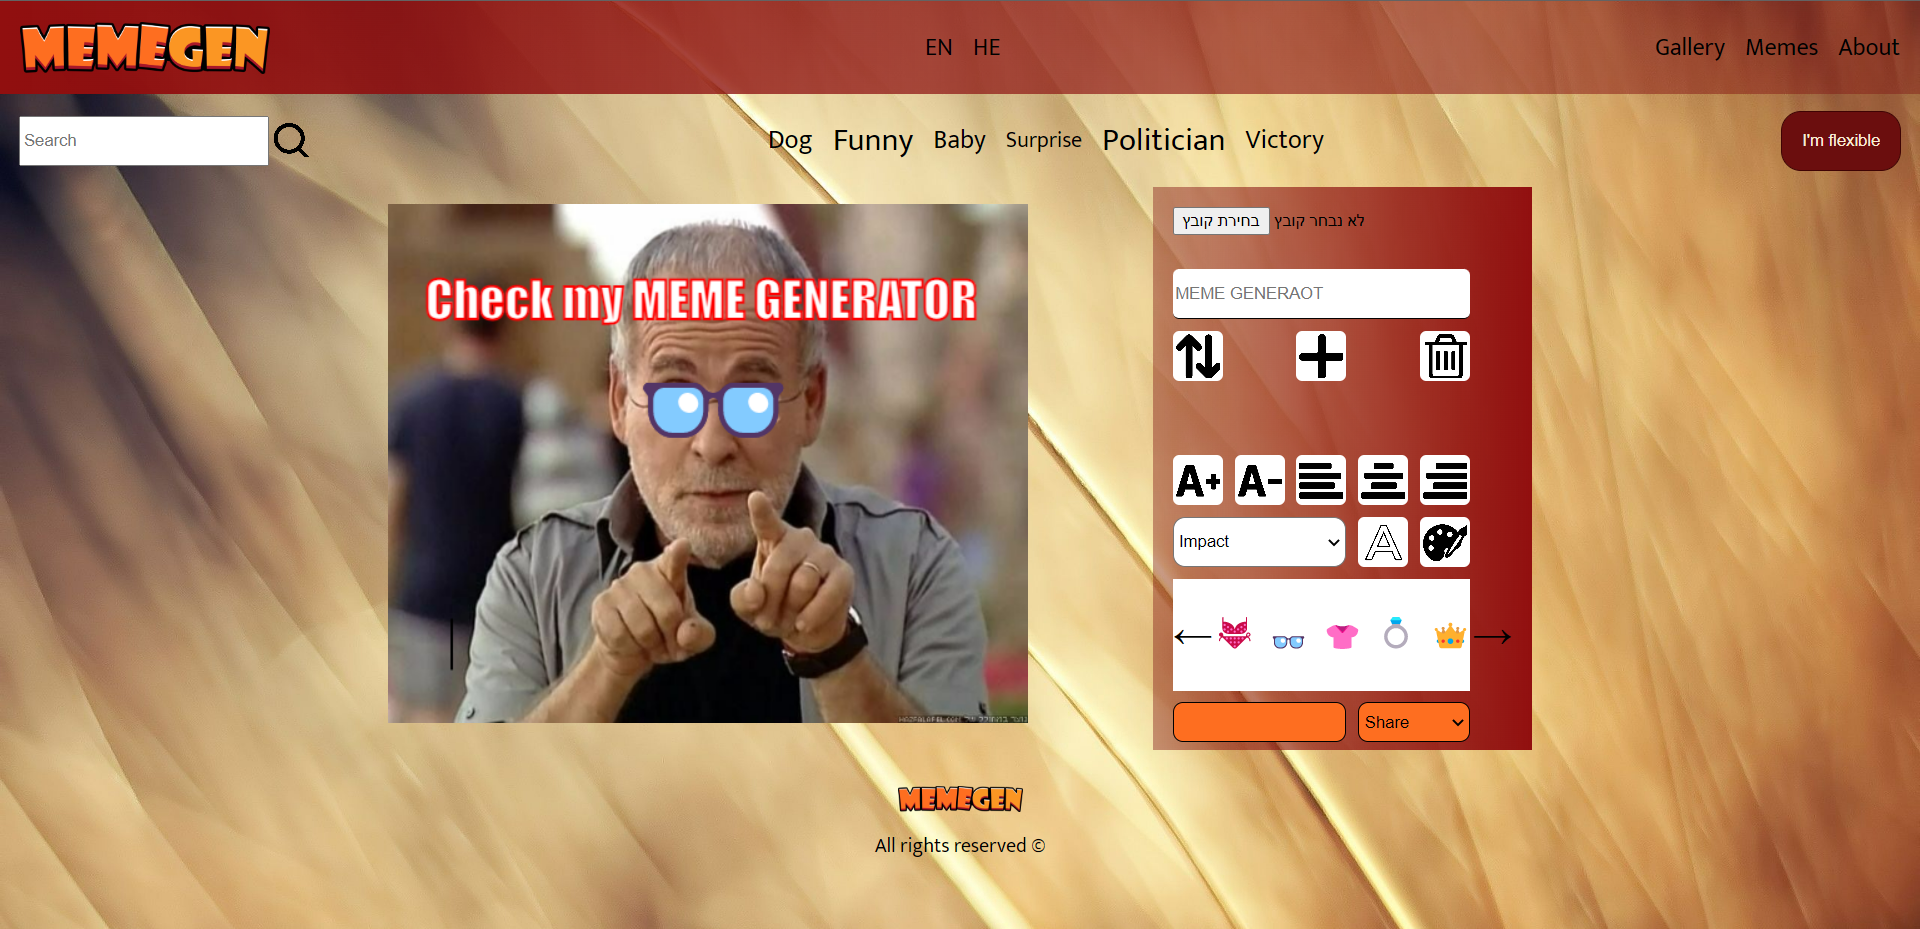 MEMEGEN
EN HE
Gallery Memes About
Search
Dog Funny Baby Surprise Politician Victory
I'm flexible
Check my MEME GENERATOR
בחירת קובץ לא נבחר קובץ
MEME GENERAOT
A+ A-
Impact
A
Share
MEMEGEN
All rights reserved ©